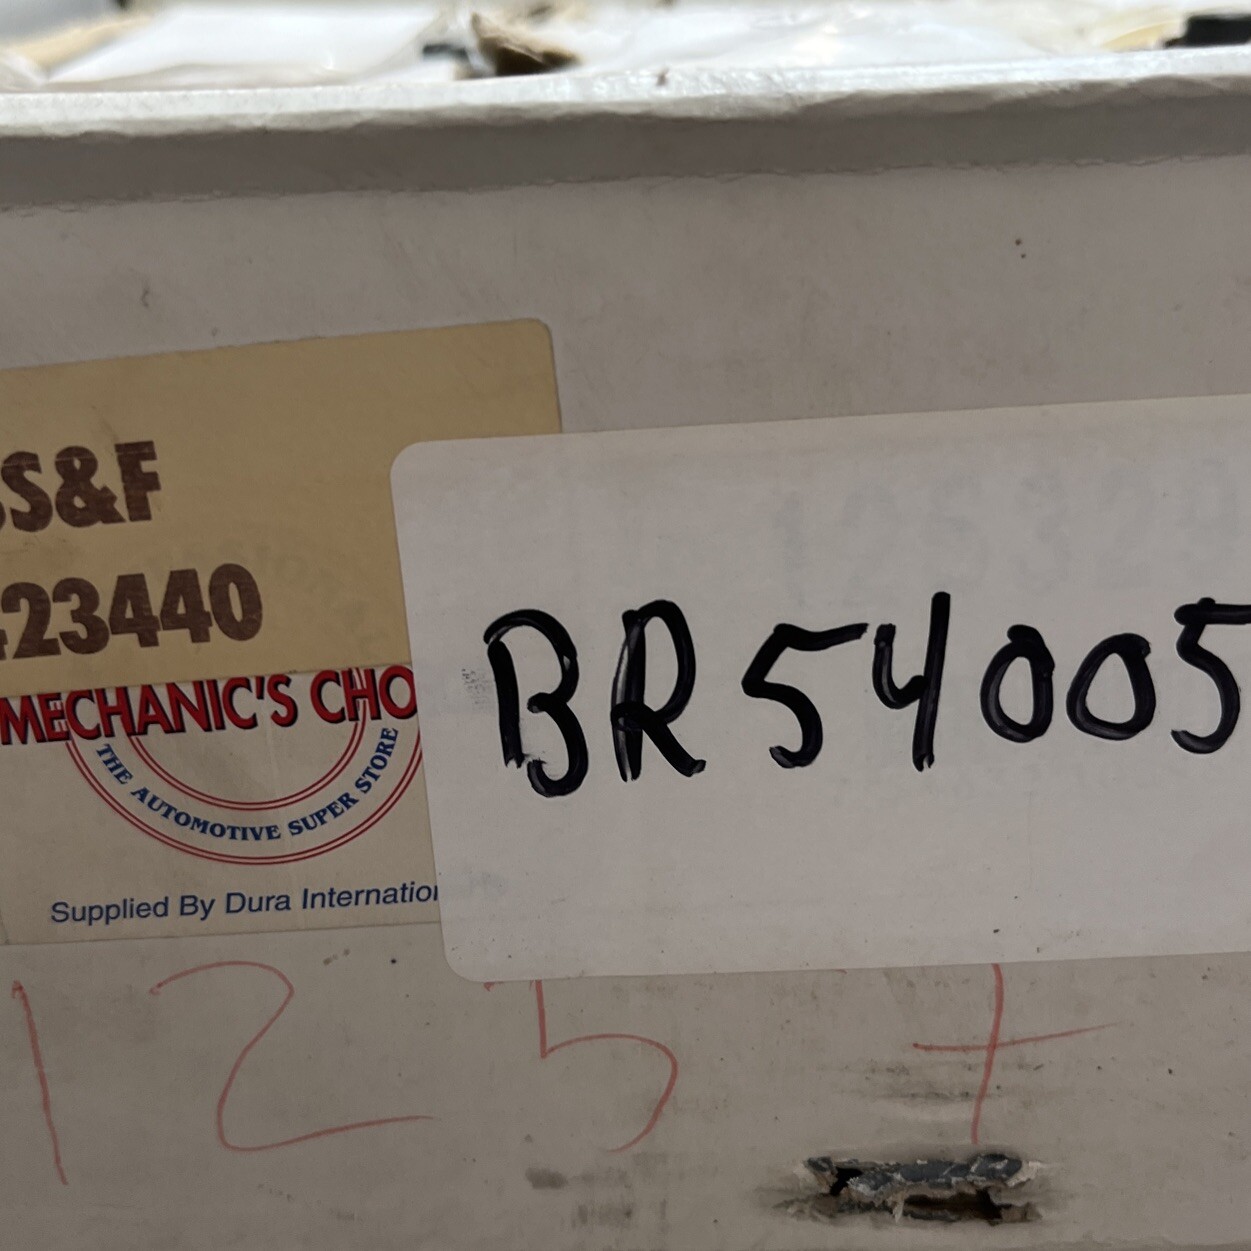 S&F
23440
MECHANIC'S CHO
THE AUTOMOTIVE SUPER STORE
Supplied By Dura Internation
BR54005
125